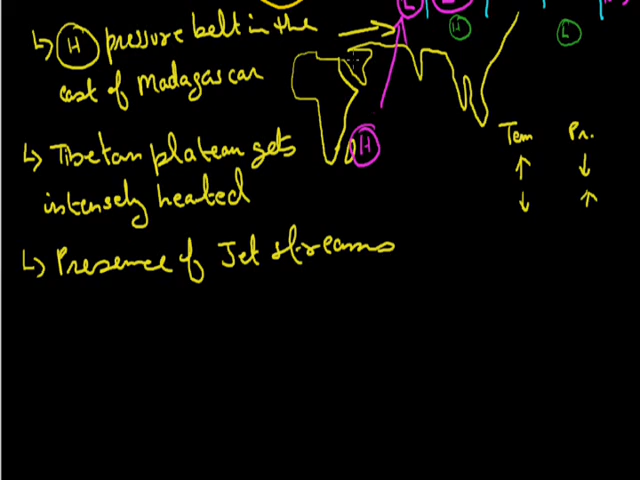 L H
↳ H pressure belt in the
H L
east of Madagascar
H
Tem Pr.
↳ Tibetan plateau gets
↑ ↓
intensely heated
↓ ↑
↳ Presence of Jet streams